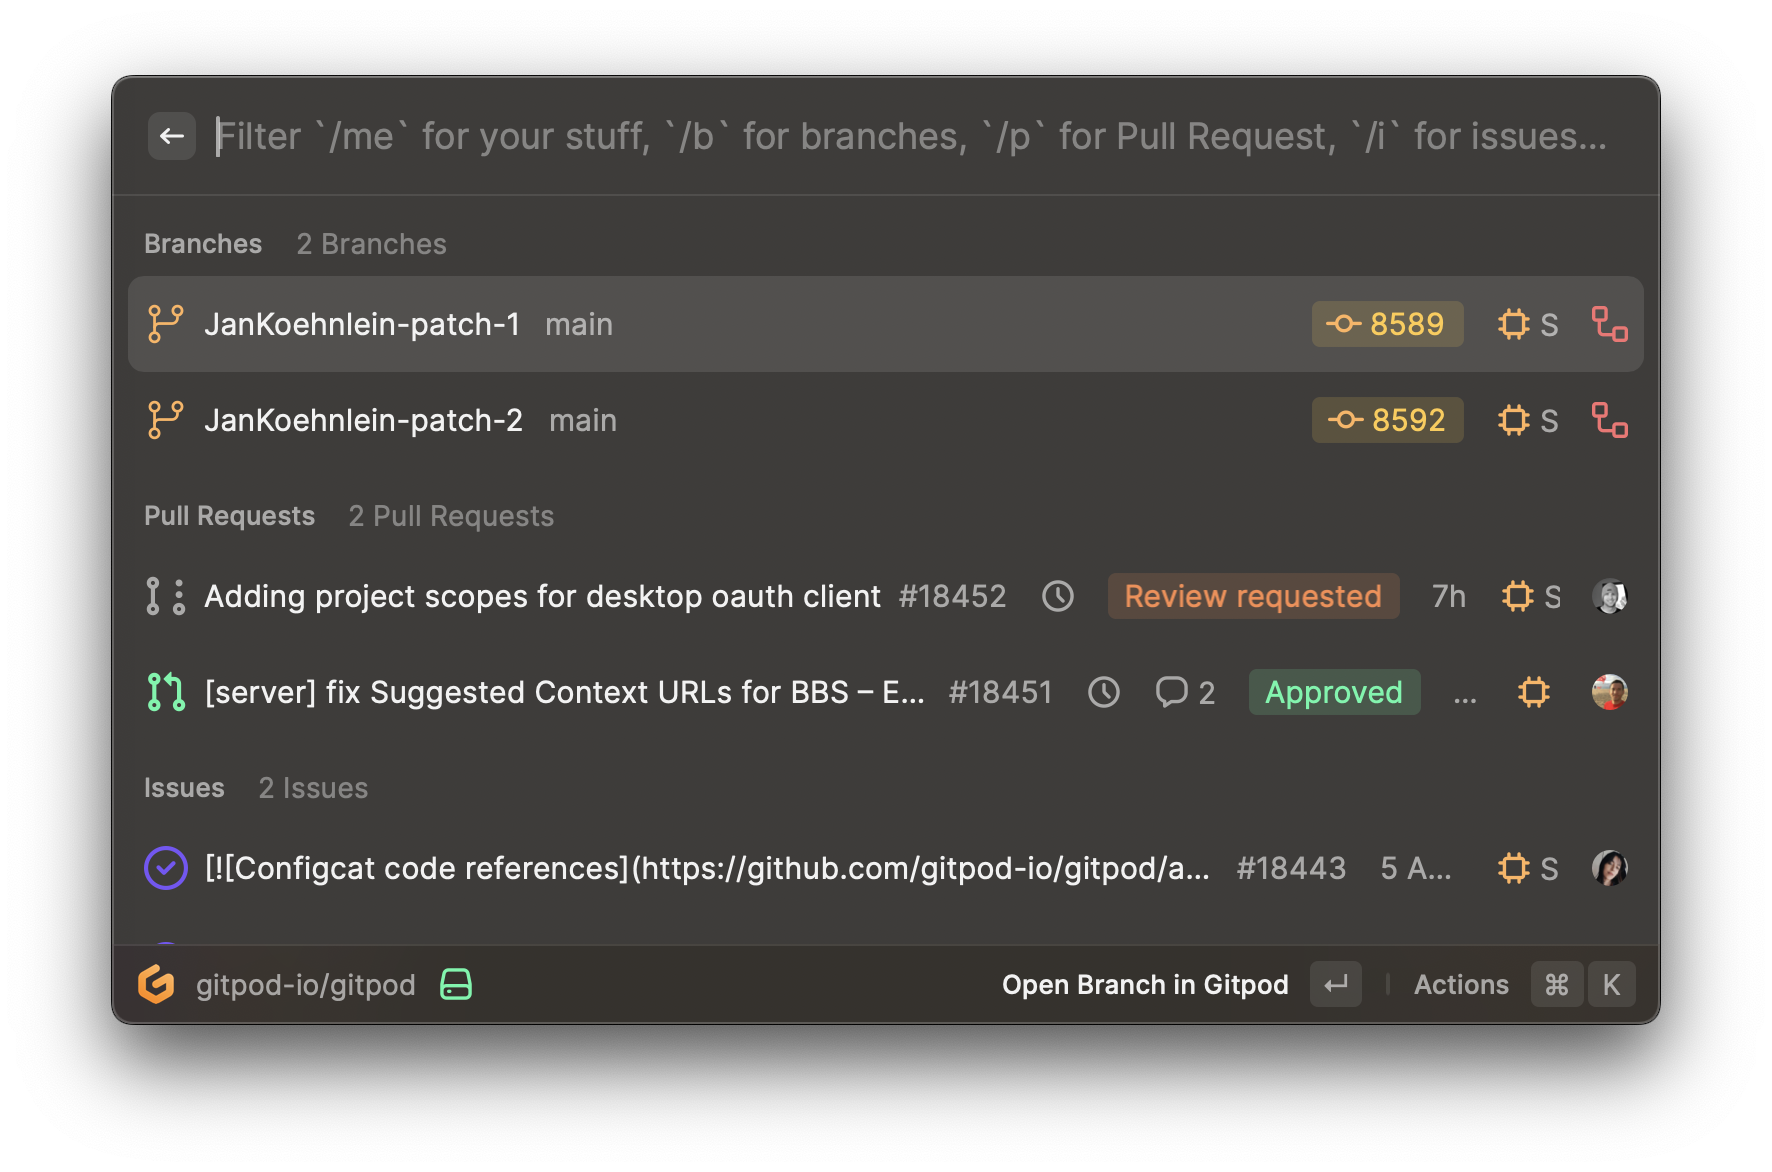 Filter `/me` for your stuff, `/b` for branches, `/p` for Pull Request, `/i` for issues...
Branches 2 Branches
JanKoehnlein-patch-1 main 8589 S
JanKoehnlein-patch-2 main 8592 S
Pull Requests 2 Pull Requests
Adding project scopes for desktop oauth client #18452 Review requested 7h S
[server] fix Suggested Context URLs for BBS – E... #18451 2 Approved ...
Issues 2 Issues
[![Configcat code references](https://github.com/gitpod-io/gitpod/a... #18443 5 A... S
gitpod-io/gitpod Open Branch in Gitpod ↵ Actions ⌘ K